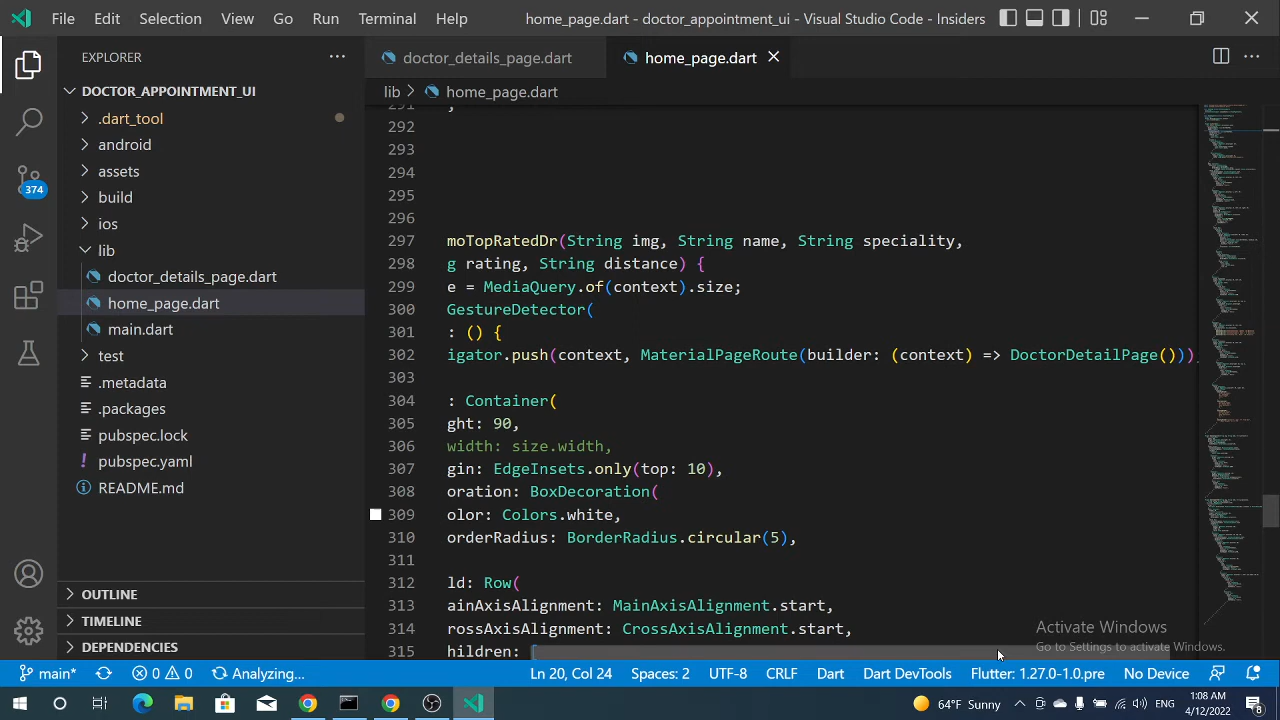 File Edit Selection View Go Run Terminal Help home_page.dart - doctor_appointment_ui - Visual Studio Code - Insiders
EXPLORER
doctor_details_page.dart home_page.dart
DOCTOR_APPOINTMENT_UI
lib > home_page.dart
.dart_tool
android
assets
build
ios
lib
doctor_details_page.dart
home_page.dart
main.dart
test
.metadata
.packages
pubspec.lock
pubspec.yaml
README.md
OUTLINE
TIMELINE
DEPENDENCIES
374
291 ,
292
293
294
295
296
297 moTopRatedDr(String img, String name, String speciality,
298 g rating, String distance) {
299 e = MediaQuery.of(context).size;
300 GestureDetector(
301 : () {
302 igator.push(context, MaterialPageRoute(builder: (context) => DoctorDetailPage()))
303
304 : Container(
305 ght: 90,
306 width: size.width,
307 gin: EdgeInsets.only(top: 10),
308 oration: BoxDecoration(
309 olor: Colors.white,
310 orderRadius: BorderRadius.circular(5),
311
312 ld: Row(
313 ainAxisAlignment: MainAxisAlignment.start,
314 rossAxisAlignment: CrossAxisAlignment.start,
315 hildren: [
Activate Windows
Go to Settings to activate Windows.
main* 0 0 Analyzing... Ln 20, Col 24 Spaces: 2 UTF-8 CRLF Dart Dart DevTools Flutter: 1.27.0-1.0.pre No Device
64°F Sunny 1:08 AM
4/12/2022 8